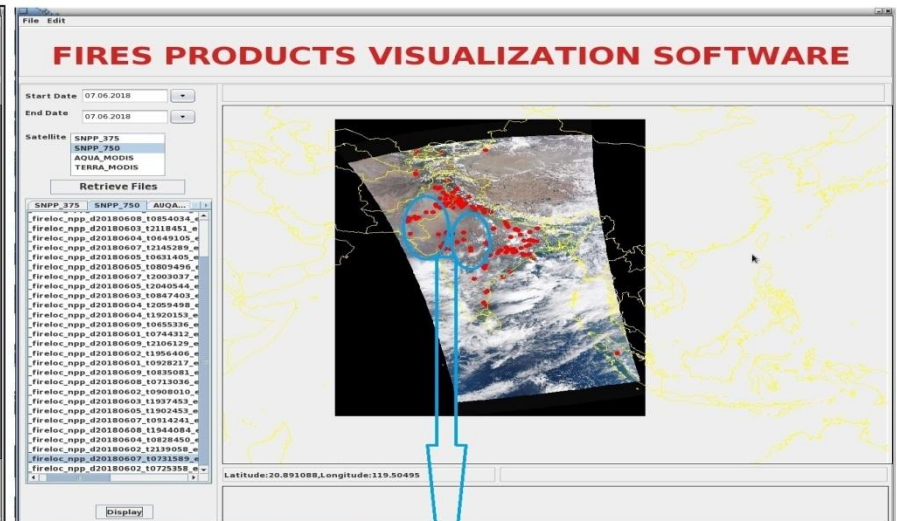 File Edit
FIRES PRODUCTS VISUALIZATION SOFTWARE
Start Date 07.06.2018
End Date 07.06.2018
Satellite SNPP_375
SNPP_750
AQUA_MODIS
TERRA_MODIS
Retrieve Files
SNPP_375 SNPP_750 AUQA...
_fireloc_npp_d20180608_t0854034_e
_fireloc_npp_d20180603_t2118451_e
_fireloc_npp_d20180604_t0649105_e
_fireloc_npp_d20180607_t2145289_e
_fireloc_npp_d20180605_t0631405_e
_fireloc_npp_d20180605_t0809496_e
_fireloc_npp_d20180607_t2003037_e
_fireloc_npp_d20180605_t2040544_e
_fireloc_npp_d20180603_t0847403_e
_fireloc_npp_d20180604_t2059498_e
_fireloc_npp_d20180604_t1920153_e
_fireloc_npp_d20180609_t0655336_e
_fireloc_npp_d20180601_t0744312_e
_fireloc_npp_d20180609_t2106129_e
_fireloc_npp_d20180602_t1956406_e
_fireloc_npp_d20180601_t0928217_e
_fireloc_npp_d20180609_t0835081_e
_fireloc_npp_d20180608_t0713036_e
_fireloc_npp_d20180602_t0908010_e
_fireloc_npp_d20180603_t1937453_e
_fireloc_npp_d20180605_t1902453_e
_fireloc_npp_d20180607_t0914241_e
_fireloc_npp_d20180608_t1944084_e
_fireloc_npp_d20180604_t0828450_e
_fireloc_npp_d20180602_t2139058_e
_fireloc_npp_d20180607_t0731589_e
_fireloc_npp_d20180602_t0725358_e
Latitude:20.891088,Longitude:119.50495
Display